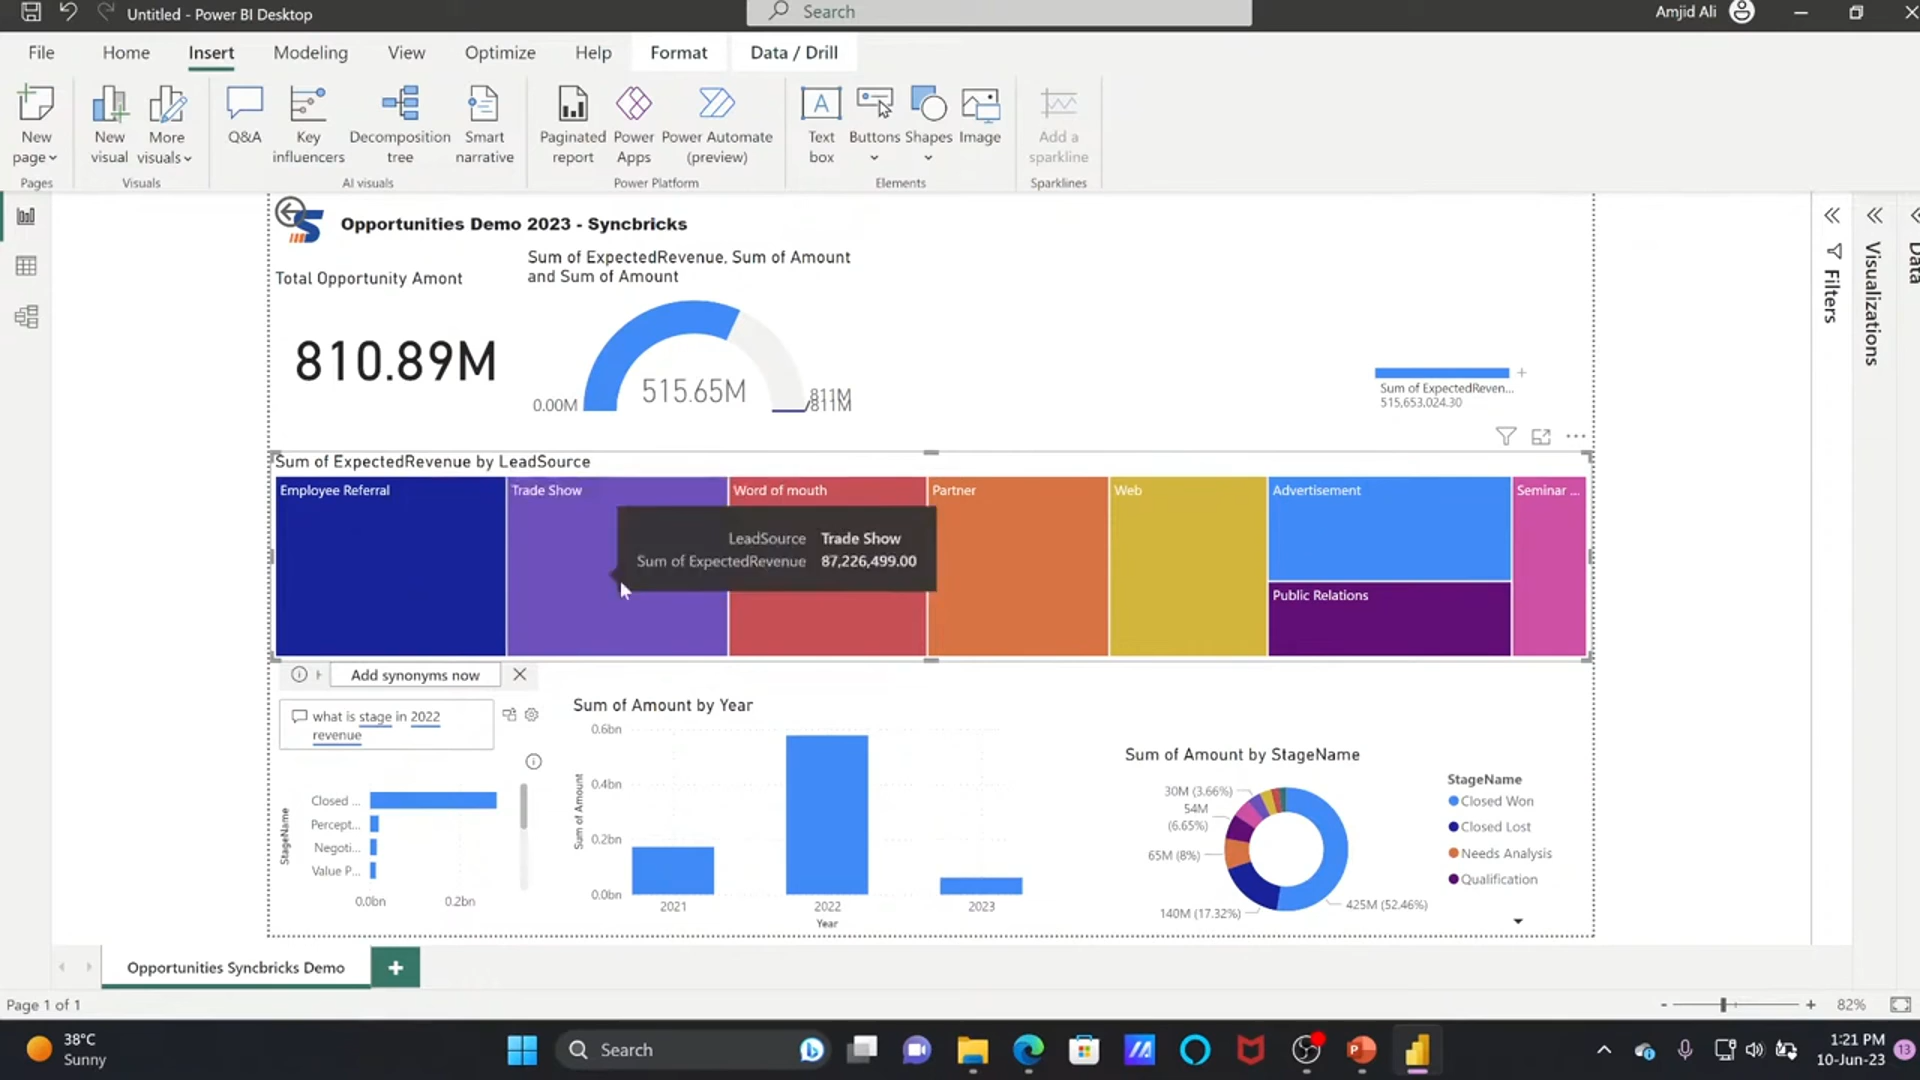 Untitled - Power BI Desktop
Search
Amjid Ali
File
Home
Insert
Modeling
View
Optimize
Help
Format
Data / Drill
New page
New visual
More visuals
Q&A
Key influencers
Decomposition tree
Smart narrative
Paginated report
Power Apps
Power Automate (preview)
Text box
Buttons
Shapes
Image
Add a sparkline
Pages
Visuals
AI visuals
Power Platform
Elements
Sparklines
Opportunities Demo 2023 - Syncbricks
Total Opportunity Amont
810.89M
Sum of ExpectedRevenue, Sum of Amount
and Sum of Amount
515.65M
0.00M
811M
811M
Sum of ExpectedReven...
515,653,024.30
Filters
Visualizations
Data
Sum of ExpectedRevenue by LeadSource
Employee Referral
Trade Show
Word of mouth
Partner
Web
Advertisement
Seminar ...
Public Relations
LeadSource Trade Show
Sum of ExpectedRevenue 87,226,499.00
Add synonyms now
what is stage in 2022
revenue
StageName
Closed ...
Percept...
Negoti...
Value P...
0.0bn
0.2bn
Sum of Amount by Year
Sum of Amount
0.6bn
0.4bn
0.2bn
0.0bn
2021
2022
2023
Year
Sum of Amount by StageName
30M (3.66%)
54M
(6.65%)
65M (8%)
140M (17.32%)
425M (52.46%)
StageName
Closed Won
Closed Lost
Needs Analysis
Qualification
Opportunities Syncbricks Demo
Page 1 of 1
82%
38°C
Sunny
Search
1:21 PM
10-Jun-23
13